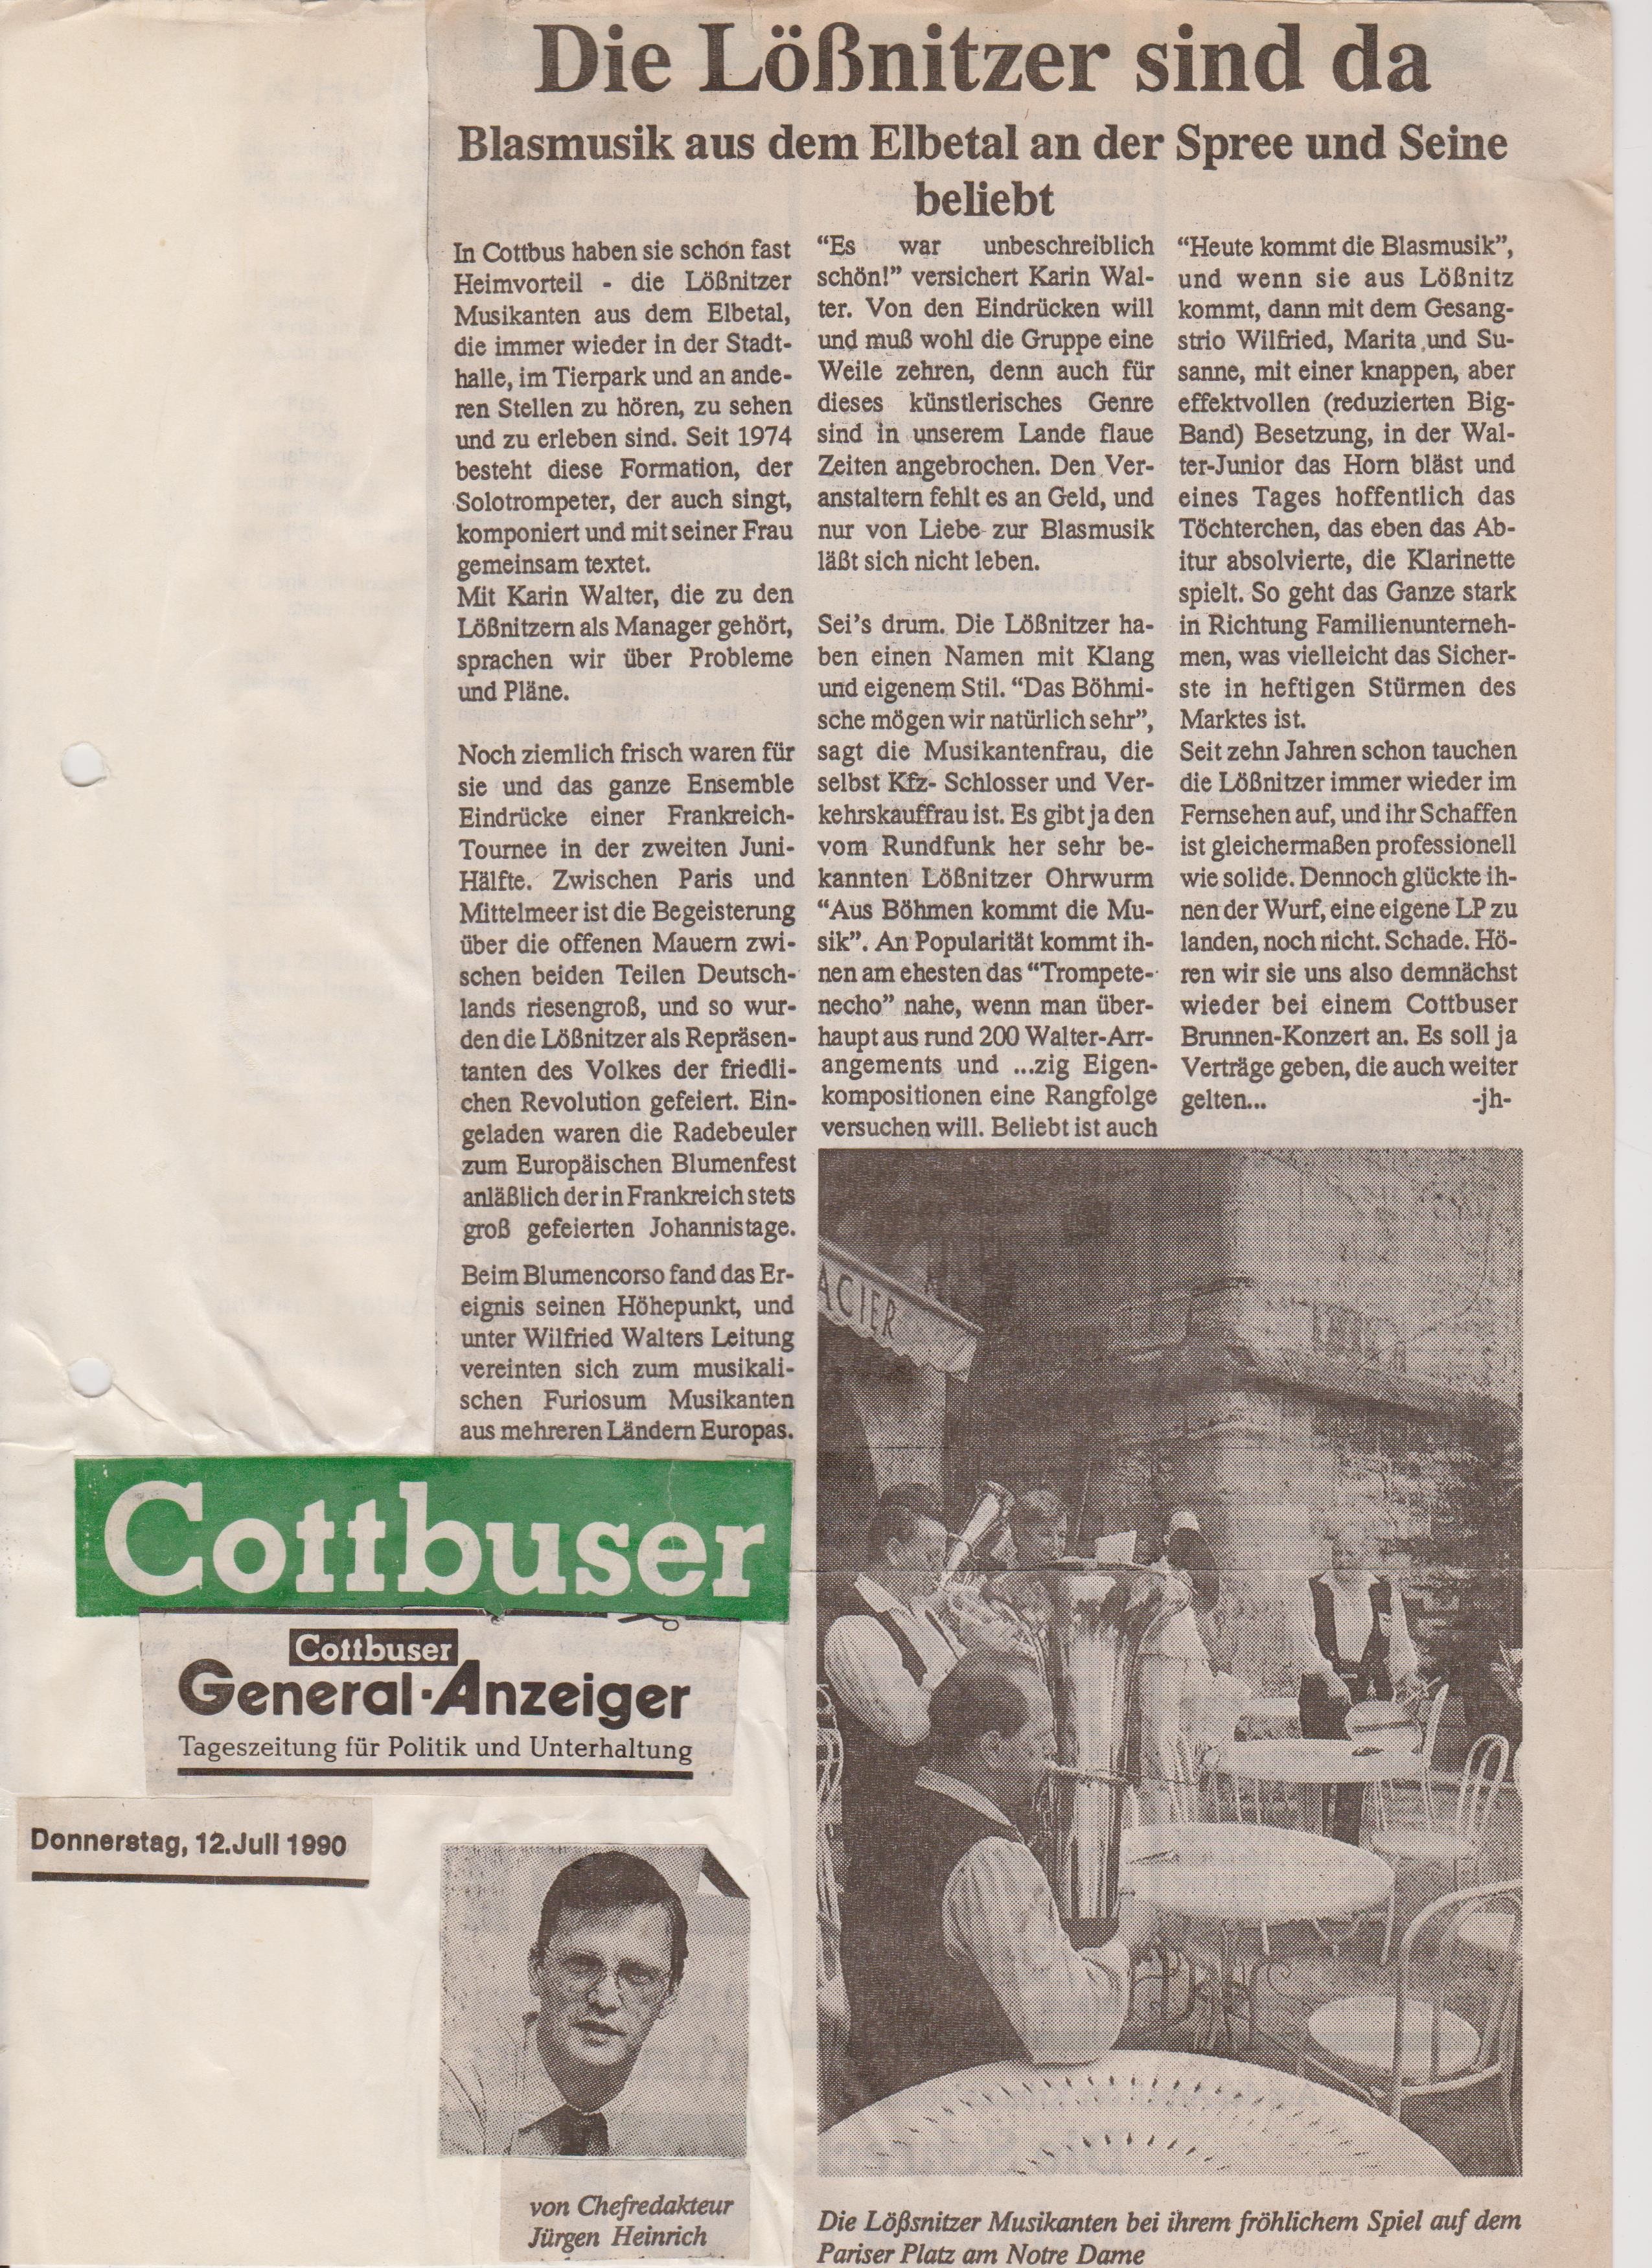 Die Lößnitzer sind da
Blasmusik aus dem Elbetal an der Spree und Seine
beliebt
In Cottbus haben sie schon fast
Heimvorteil - die Lößnitzer
Musikanten aus dem Elbetal,
die immer wieder in der Stadt-
halle, im Tierpark und an ande-
ren Stellen zu hören, zu sehen
und zu erleben sind. Seit 1974
besteht diese Formation, der
Solotrompeter, der auch singt,
komponiert und mit seiner Frau
gemeinsam textet.
Mit Karin Walter, die zu den
Lößnitzern als Manager gehört,
sprachen wir über Probleme
und Pläne.
Noch ziemlich frisch waren für
sie und das ganze Ensemble
Eindrücke einer Frankreich-
Tournee in der zweiten Juni-
Hälfte. Zwischen Paris und
Mittelmeer ist die Begeisterung
über die offenen Mauern zwi-
schen beiden Teilen Deutsch-
lands riesengroß, und so wur-
den die Lößnitzer als Repräsen-
tanten des Volkes der friedli-
chen Revolution gefeiert. Ein-
geladen waren die Radebeuler
zum Europäischen Blumenfest
anläßlich der in Frankreich stets
groß gefeierten Johannistage.
Beim Blumencorso fand das Er-
eignis seinen Höhepunkt, und
unter Wilfried Walters Leitung
vereinten sich zum musikali-
schen Furiosum Musikanten
aus mehreren Ländern Europas.
“Es war unbeschreiblich
schön!” versichert Karin Wal-
ter. Von den Eindrücken will
und muß wohl die Gruppe eine
Weile zehren, denn auch für
dieses künstlerisches Genre
sind in unserem Lande flaue
Zeiten angebrochen. Den Ver-
anstaltern fehlt es an Geld, und
nur von Liebe zur Blasmusik
läßt sich nicht leben.
Sei's drum. Die Lößnitzer ha-
ben einen Namen mit Klang
und eigenem Stil. “Das Böhmi-
sche mögen wir natürlich sehr”,
sagt die Musikantenfrau, die
selbst Kfz- Schlosser und Ver-
kehrskauffrau ist. Es gibt ja den
vom Rundfunk her sehr be-
kannten Lößnitzer Ohrwurm
“Aus Böhmen kommt die Mu-
sik”. An Popularität kommt ih-
nen am ehesten das “Trompete-
necho” nahe, wenn man über-
haupt aus rund 200 Walter-Arr-
angements und ...zig Eigen-
kompositionen eine Rangfolge
versuchen will. Beliebt ist auch
“Heute kommt die Blasmusik”,
und wenn sie aus Lößnitz
kommt, dann mit dem Gesang-
strio Wilfried, Marita und Su-
sanne, mit einer knappen, aber
effektvollen (reduzierten Big-
Band) Besetzung, in der Wal-
ter-Junior das Horn bläst und
eines Tages hoffentlich das
Töchterchen, das eben das Ab-
itur absolvierte, die Klarinette
spielt. So geht das Ganze stark
in Richtung Familienunterneh-
men, was vielleicht das Sicher-
ste in heftigen Stürmen des
Marktes ist.
Seit zehn Jahren schon tauchen
die Lößnitzer immer wieder im
Fernsehen auf, und ihr Schaffen
ist gleichermaßen professionell
wie solide. Dennoch glückte ih-
nen der Wurf, eine eigene LP zu
landen, noch nicht. Schade. Hö-
ren wir sie uns also demnächst
wieder bei einem Cottbuser
Brunnen-Konzert an. Es soll ja
Verträge geben, die auch weiter
gelten... -jh-
ACIER
Cottbuser
Cottbuser
General-Anzeiger
Tageszeitung für Politik und Unterhaltung
Donnerstag, 12.Juli 1990
von Chefredakteur
Jürgen Heinrich
Die Lößsnitzer Musikanten bei ihrem fröhlichem Spiel auf dem
Pariser Platz am Notre Dame